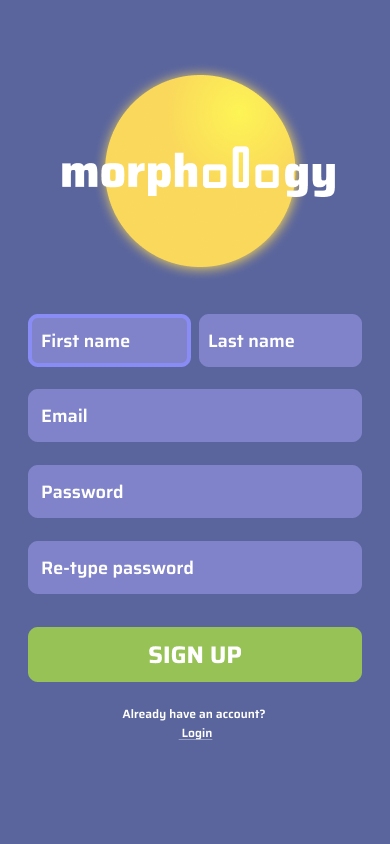 morphology
First name
Last name
Email
Password
Re-type password
SIGN UP
Already have an account?
Login